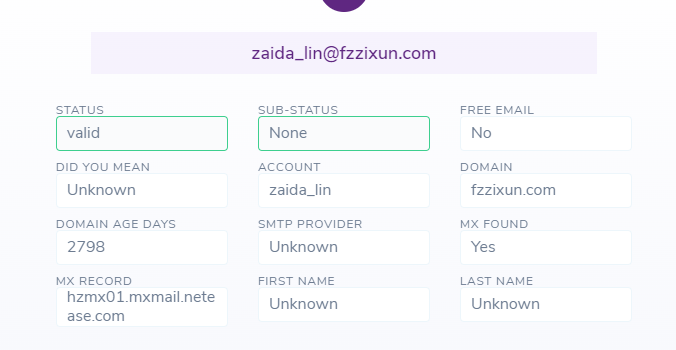 zaida_lin@fzzixun.com
STATUS SUB-STATUS FREE EMAIL
valid None No
DID YOU MEAN ACCOUNT DOMAIN
Unknown zaida_lin fzzixun.com
DOMAIN AGE DAYS SMTP PROVIDER MX FOUND
2798 Unknown Yes
MX RECORD FIRST NAME LAST NAME
hzmx01.mxmail.nete
ase.com Unknown Unknown